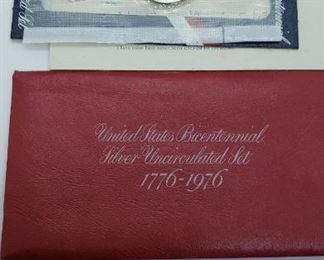 United States Bicentennial
Silver Uncirculated Set
1776-1976